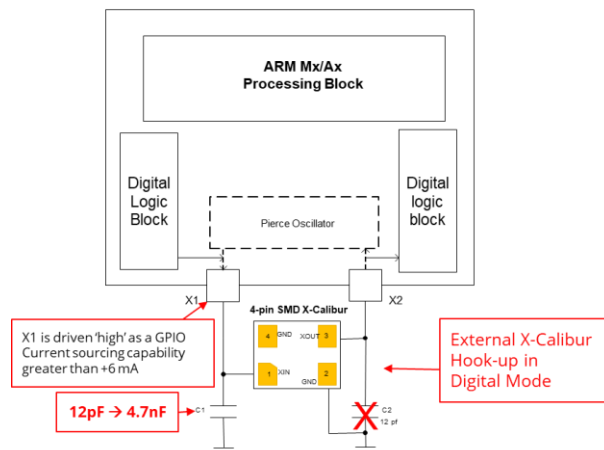 ARM Mx/Ax
Processing Block
Digital
Logic
Block
Digital
logic
block
Pierce Oscillator
X1
X2
4-pin SMD X-Calibur
4
GND
XOUT
3
1
XIN
GND
2
X1 is driven ‘high’ as a GPIO
Current sourcing capability
greater than +6 mA
External X-Calibur
Hook-up in
Digital Mode
12pF → 4.7nF
C1
C2
12 pf